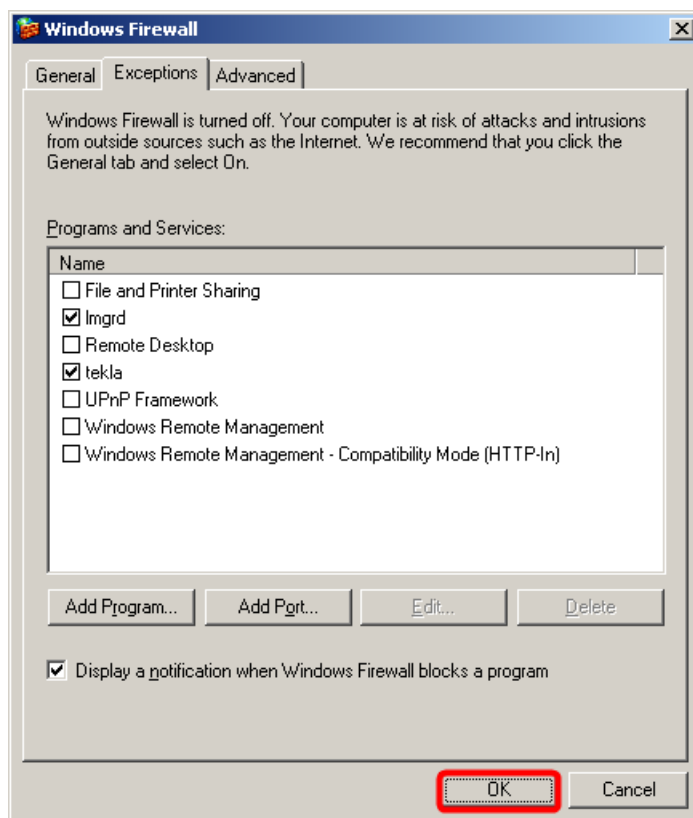 Windows Firewall
General Exceptions Advanced
Windows Firewall is turned off. Your computer is at risk of attacks and intrusions
from outside sources such as the Internet. We recommend that you click the
General tab and select On.
Programs and Services:
Name
File and Printer Sharing
lmgrd
Remote Desktop
tekla
UPnP Framework
Windows Remote Management
Windows Remote Management - Compatibility Mode (HTTP-In)
Add Program... Add Port... Edit... Delete
Display a notification when Windows Firewall blocks a program
OK Cancel